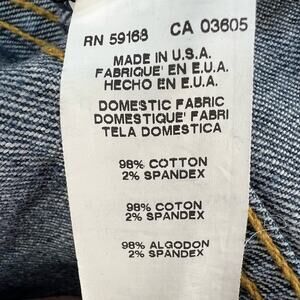 RN 59168 CA 03605
MADE IN U.S.A.
FABRIQUE' EN E.U.A.
HECHO EN E.U.A.
DOMESTIC FABRIC
DOMESTIQUE' FABRI
TELA DOMESTICA
98% COTTON
2% SPANDEX
98% COTON
2% SPANDEX
98% ALGODON
2% SPANDEX